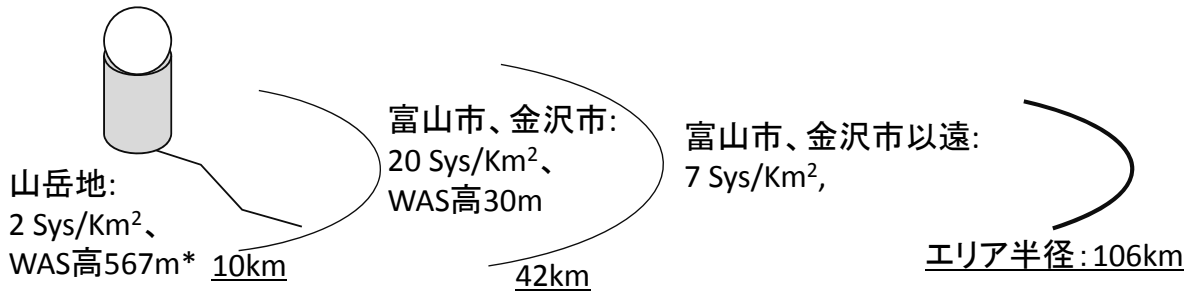 山岳地:
2 Sys/Km²、
WAS高567m*
10km
富山市、金沢市:
20 Sys/Km²、
WAS高30m
42km
富山市、金沢市以遠:
7 Sys/Km²,
エリア半径：106km